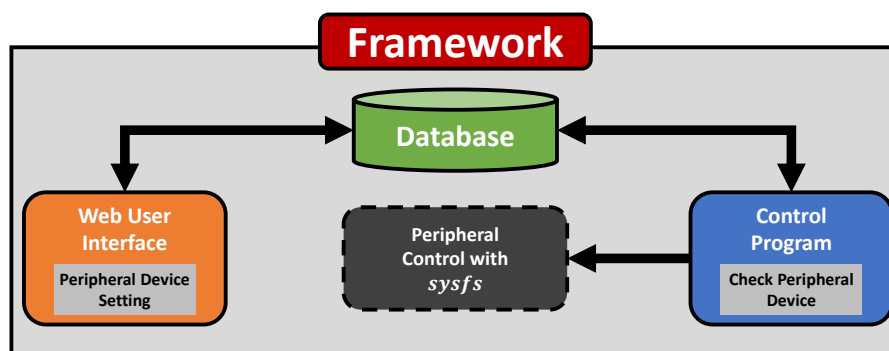 Framework
Database
Web User
Interface
Peripheral Device
Setting
Peripheral
Control with
sysfs
Control
Program
Check Peripheral
Device